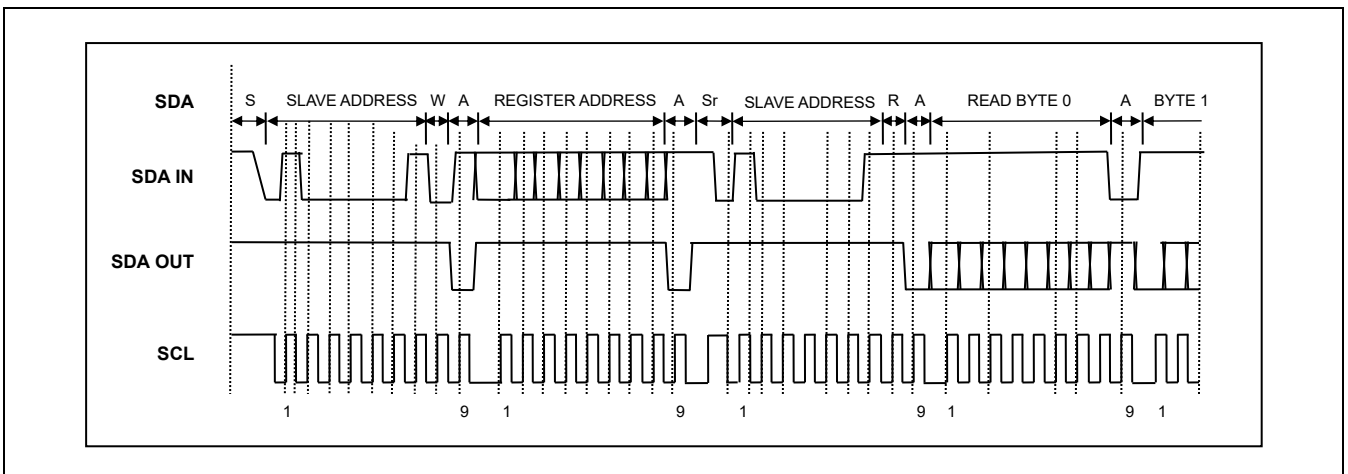 SDA S SLAVE ADDRESS W A REGISTER ADDRESS A Sr SLAVE ADDRESS R A READ BYTE 0 A BYTE 1
SDA IN
SDA OUT
SCL
1 9 1 9 1 9 1 9 1